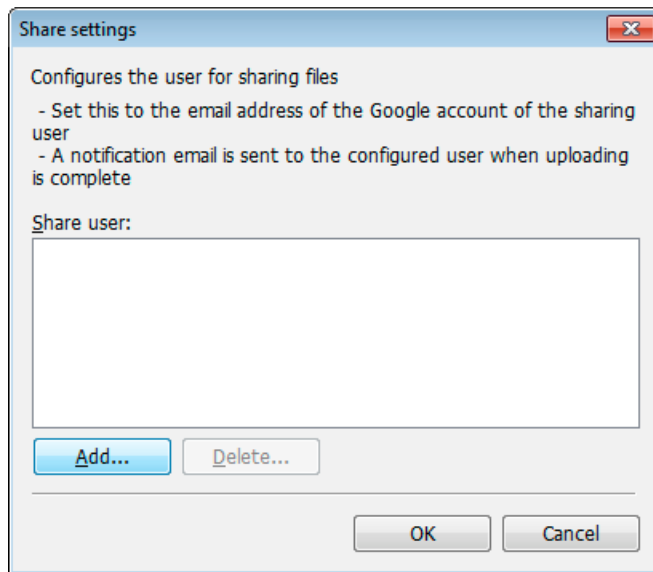 Share settings
Configures the user for sharing files
- Set this to the email address of the Google account of the sharing
user
- A notification email is sent to the configured user when uploading
is complete
Share user:
Add...
Delete...
OK
Cancel